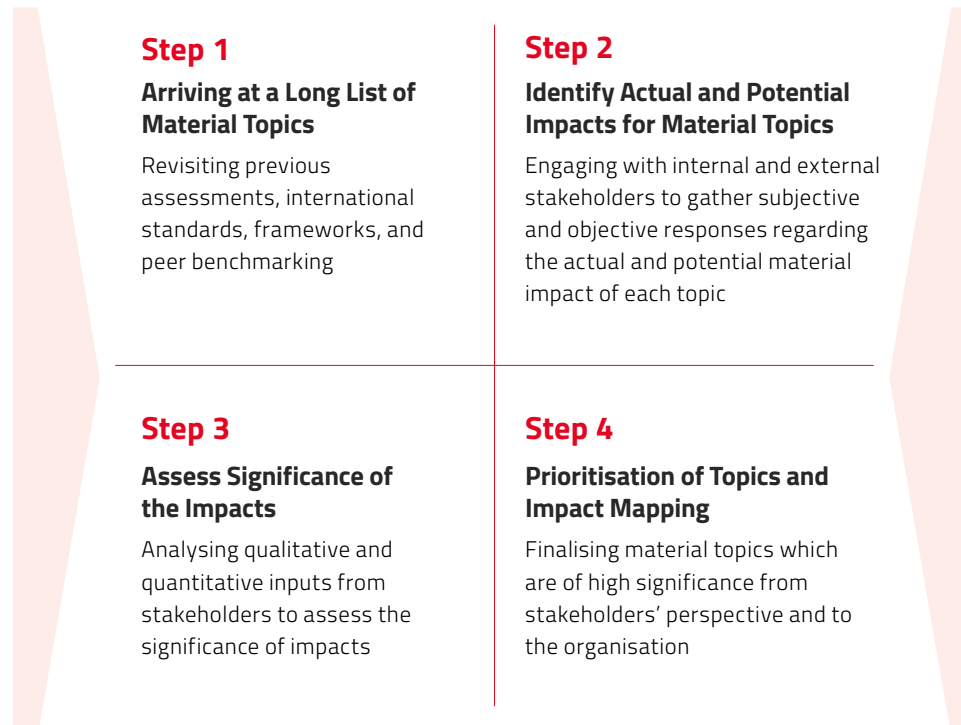 Step 1
Arriving at a Long List of
Material Topics
Revisiting previous
assessments, international
standards, frameworks, and
peer benchmarking
Step 2
Identify Actual and Potential
Impacts for Material Topics
Engaging with internal and external
stakeholders to gather subjective
and objective responses regarding
the actual and potential material
impact of each topic
Step 3
Assess Significance of
the Impacts
Analysing qualitative and
quantitative inputs from
stakeholders to assess the
significance of impacts
Step 4
Prioritisation of Topics and
Impact Mapping
Finalising material topics which
are of high significance from
stakeholders’ perspective and to
the organisation